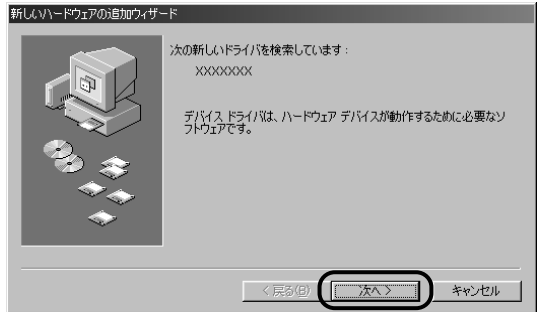 新しいハードウェアの追加ウィザード
次の新しいドライバを検索しています：
XXXXXXX
デバイス ドライバは、ハードウェア デバイスが動作するために必要なソ
フトウェアです。
< 戻る(B)
次へ >
キャンセル